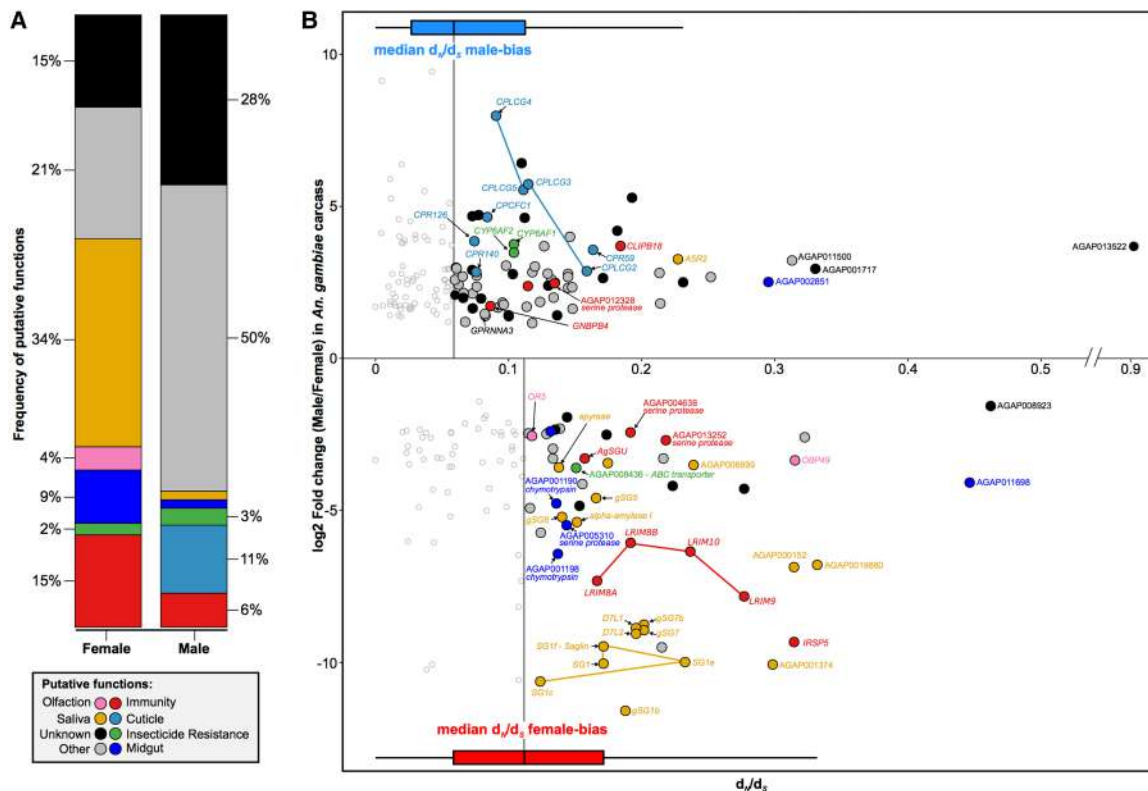 A
Frequency of putative functions
15%
21%
34%
4%
9%
2%
15%
28%
50%
3%
11%
6%
Female
Male
Putative functions:
Olfaction
Immunity
Saliva
Cuticle
Unknown
Insecticide Resistance
Other
Midgut
B
median dn/ds male-bias
log2 Fold change (Male/Female) in An. gambiae carcass
10
5
0
-5
-10
CPLCG4
CPLCG5
CPLCG3
CPCFC1
CPR126
CYP6AF2
CYP6AF1
CPR140
CPR59
CPLCG2
CLIPB18
ASR2
AGAP013522
AGAP011500
AGAP001717
AGAP002851
AGAP012328
serine protease
GNBPB4
GPRNNA3
0
0.1
0.2
0.3
0.4
0.5
0.9
OR5
apyrase
AGAP004638
serine protease
AGAP013252
serine protease
AGAP008923
AgSGU
OBP49
AGAP008436 - ABC transporter
AGAP011698
AGAP001190
chymotrypsin
gSG5
gSG6
alpha-amylase I
AGAP005310
serine protease
AGAP001198
chymotrypsin
LRIM8B
LRIM10
LRIM8A
LRIM9
AGAP000152
D7L1
gSG7b
D7L2
gSG7
IRSP5
SG1f - Saglin
SG1
SG1a
AGAP001374
SG1c
gSG1b
median dn/ds female-bias
dn/ds